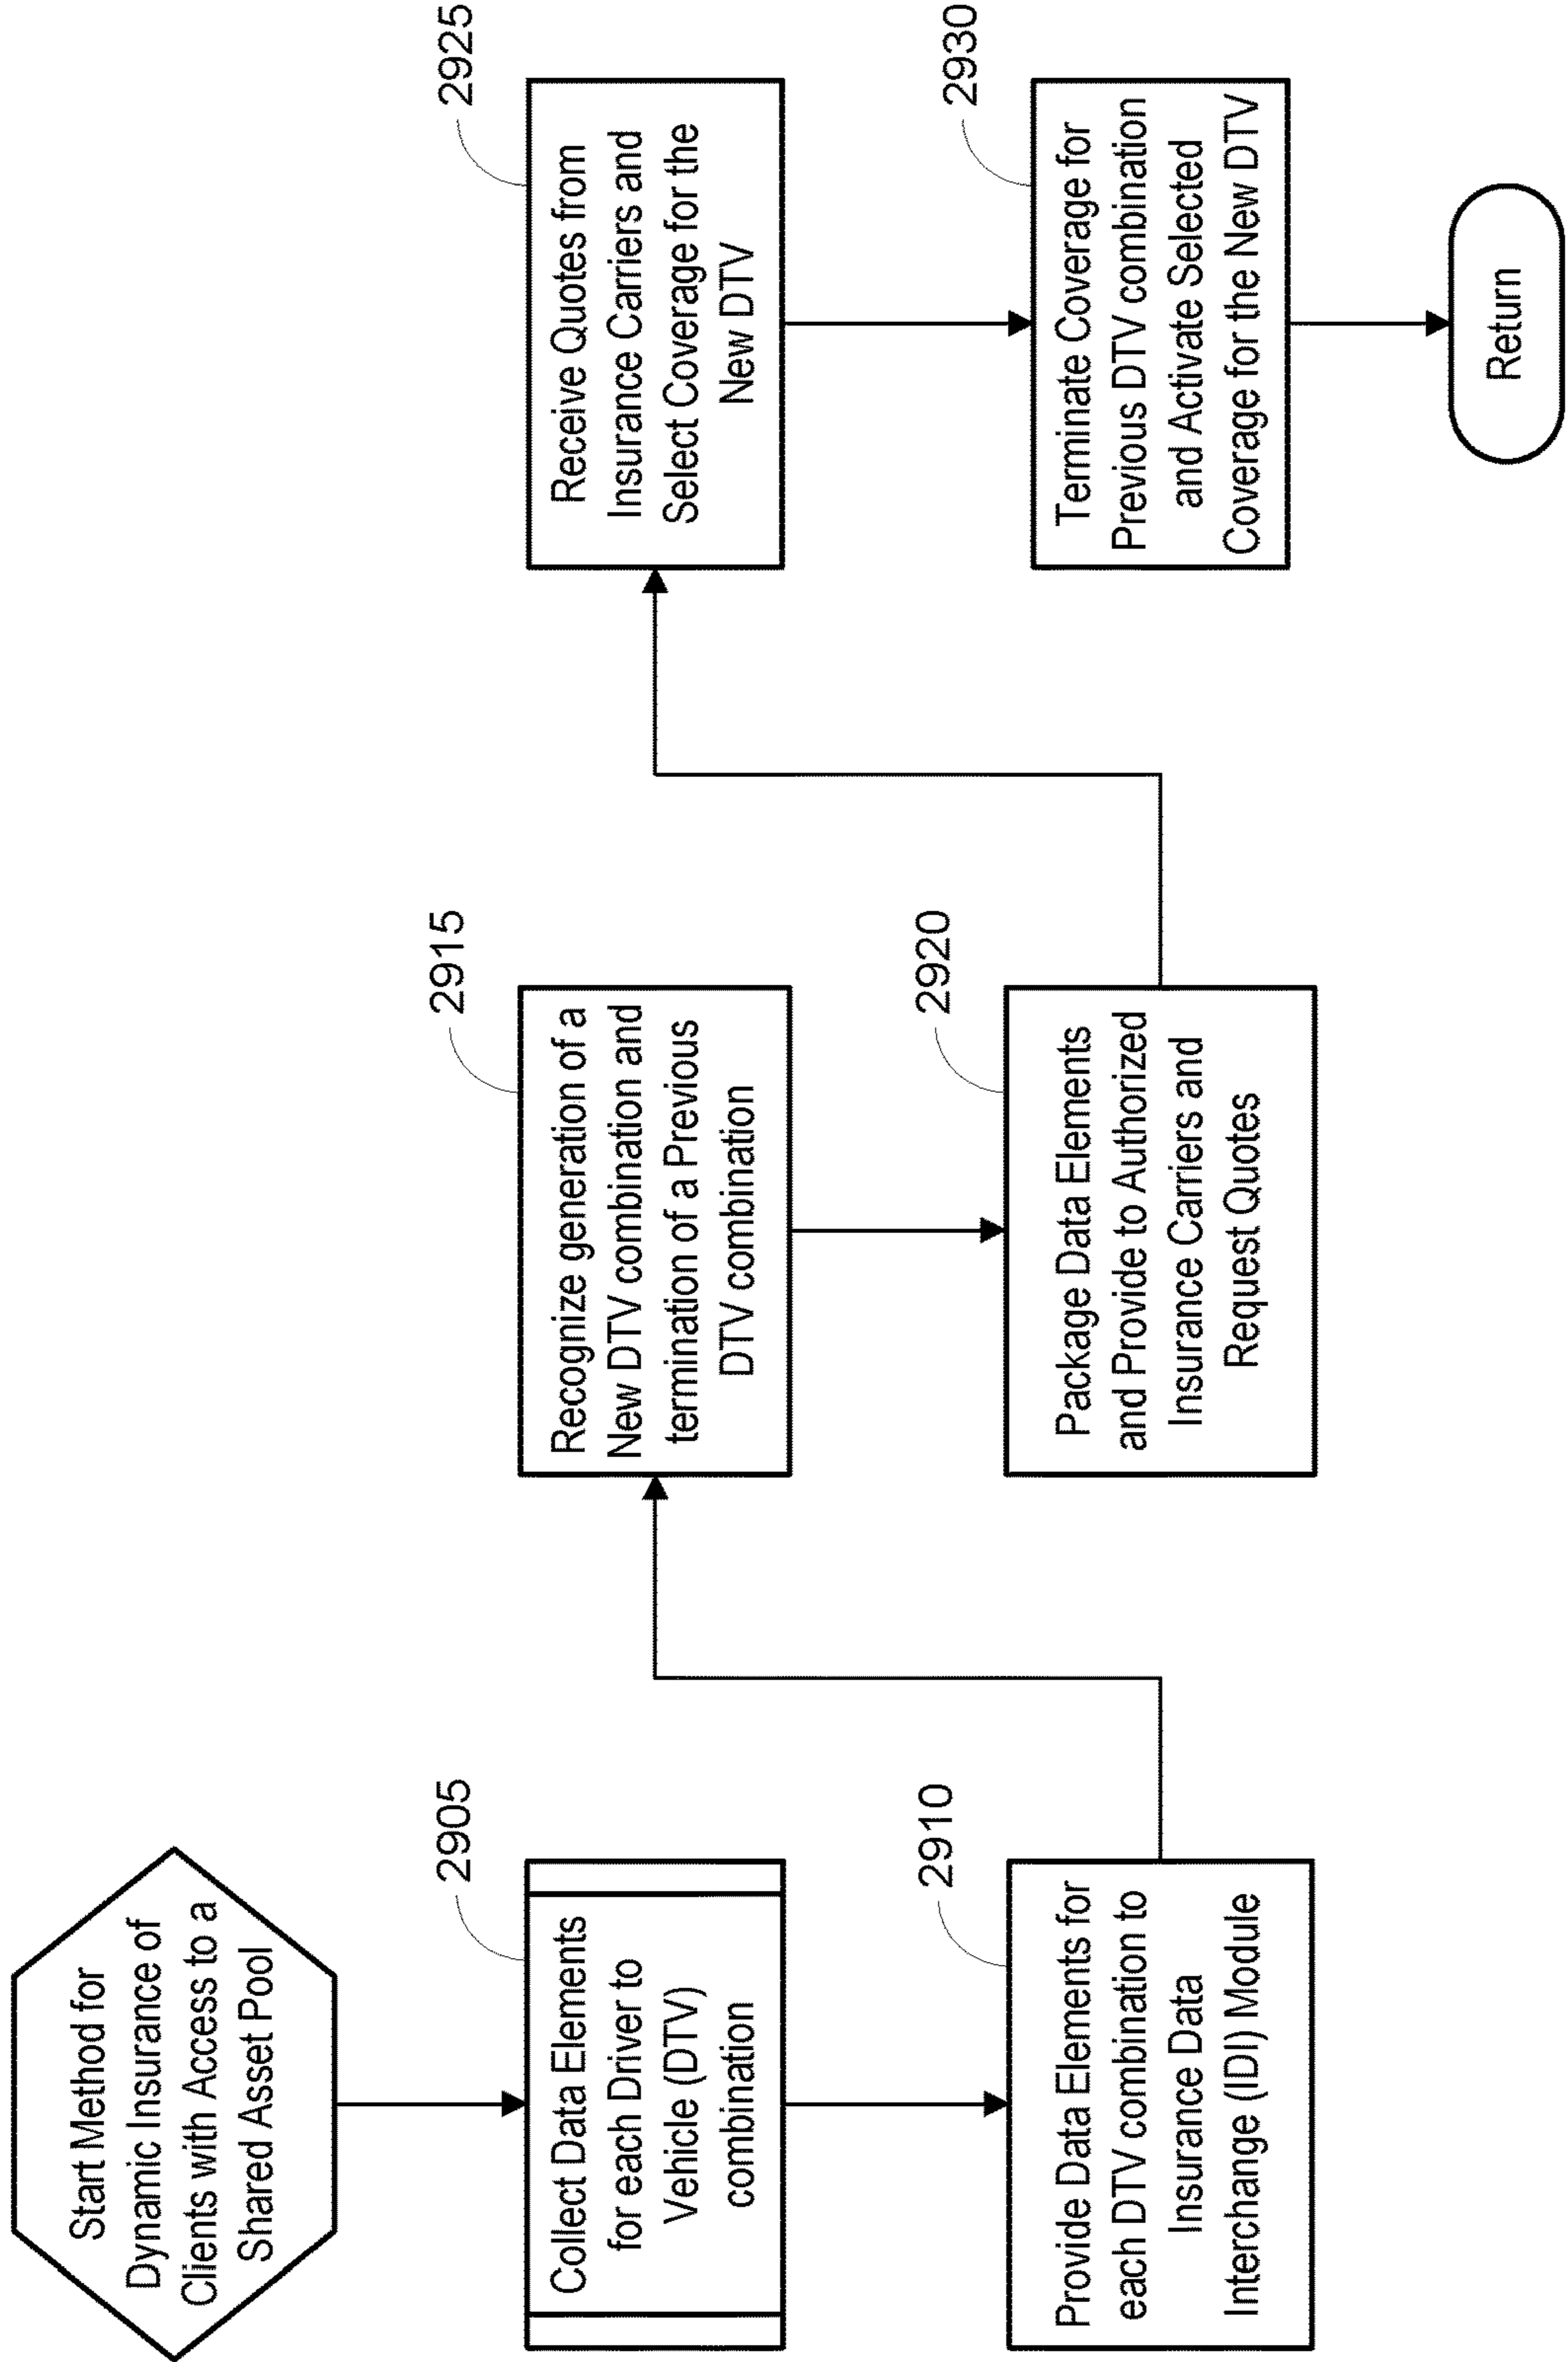 Start Method for
Dynamic Insurance of
Clients with Access to a
Shared Asset Pool
2905
Collect Data Elements
for each Driver to
Vehicle (DTV)
combination
2910
Provide Data Elements for
each DTV combination to
Insurance Data
Interchange (IDI) Module
2915
Recognize generation of a
New DTV combination and
termination of a Previous
DTV combination
2920
Package Data Elements
and Provide to Authorized
Insurance Carriers and
Request Quotes
2925
Receive Quotes from
Insurance Carriers and
Select Coverage for the
New DTV
2930
Terminate Coverage for
Previous DTV combination
and Activate Selected
Coverage for the New DTV
Return